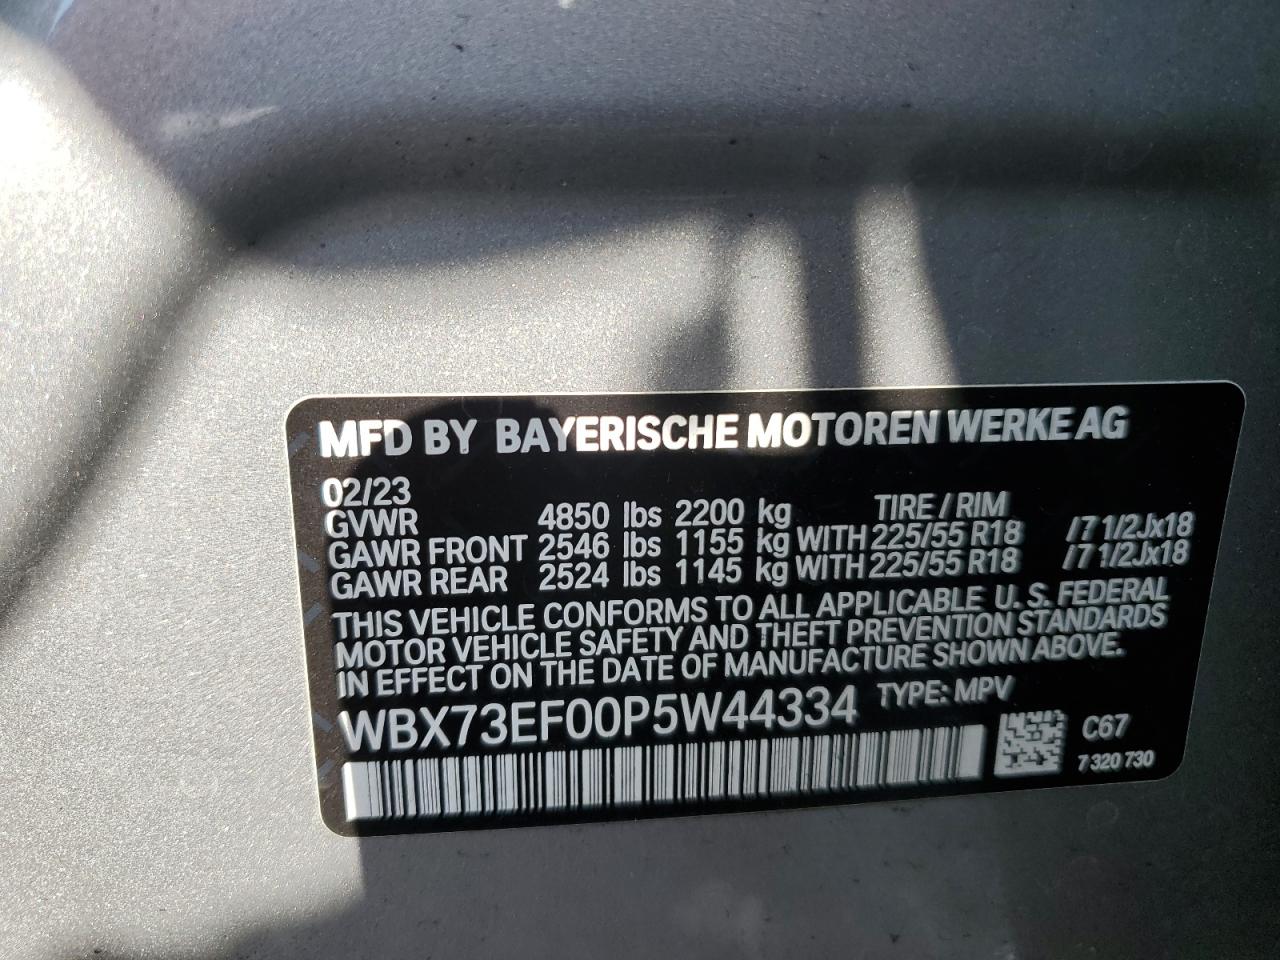 MFD BY BAYERISCHE MOTOREN WERKE AG
02/23
GVWR 4850 lbs 2200 kg TIRE / RIM
GAWR FRONT 2546 lbs 1155 kg WITH 225/55 R18 /7 1/2Jx18
GAWR REAR 2524 lbs 1145 kg WITH 225/55 R18 /7 1/2Jx18
THIS VEHICLE CONFORMS TO ALL APPLICABLE U. S. FEDERAL
MOTOR VEHICLE SAFETY AND THEFT PREVENTION STANDARDS
IN EFFECT ON THE DATE OF MANUFACTURE SHOWN ABOVE.
WBX73EF00P5W44334 TYPE: MPV
C67
7 320 730